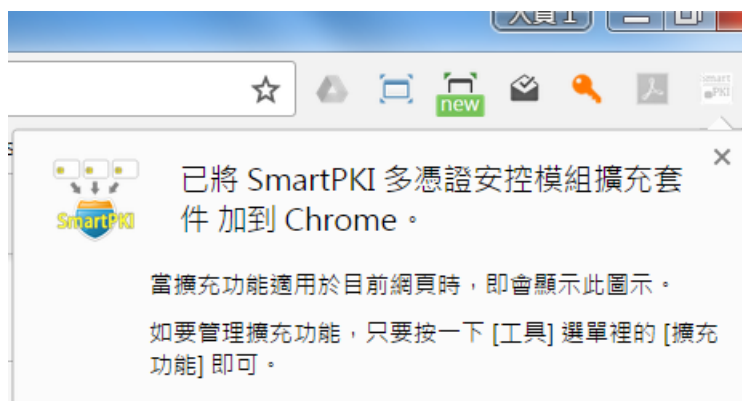 人員 1
new
smart
PKI
SmartPKI
已將 SmartPKI 多憑證安控模組擴充套
件 加到 Chrome。
當擴充功能適用於目前網頁時，即會顯示此圖示。
如要管理擴充功能，只要按一下 [工具] 選單裡的 [擴充
功能] 即可。